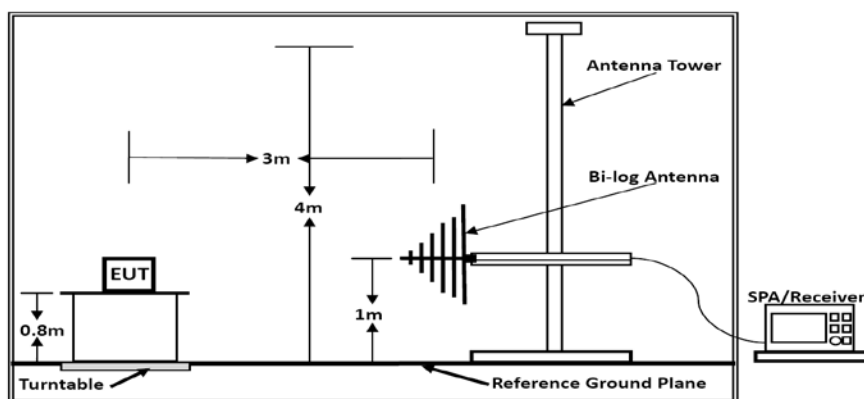 Antenna Tower
3m
Bi-log Antenna
4m
EUT
SPA/Receiver
0.8m
1m
Turntable
Reference Ground Plane